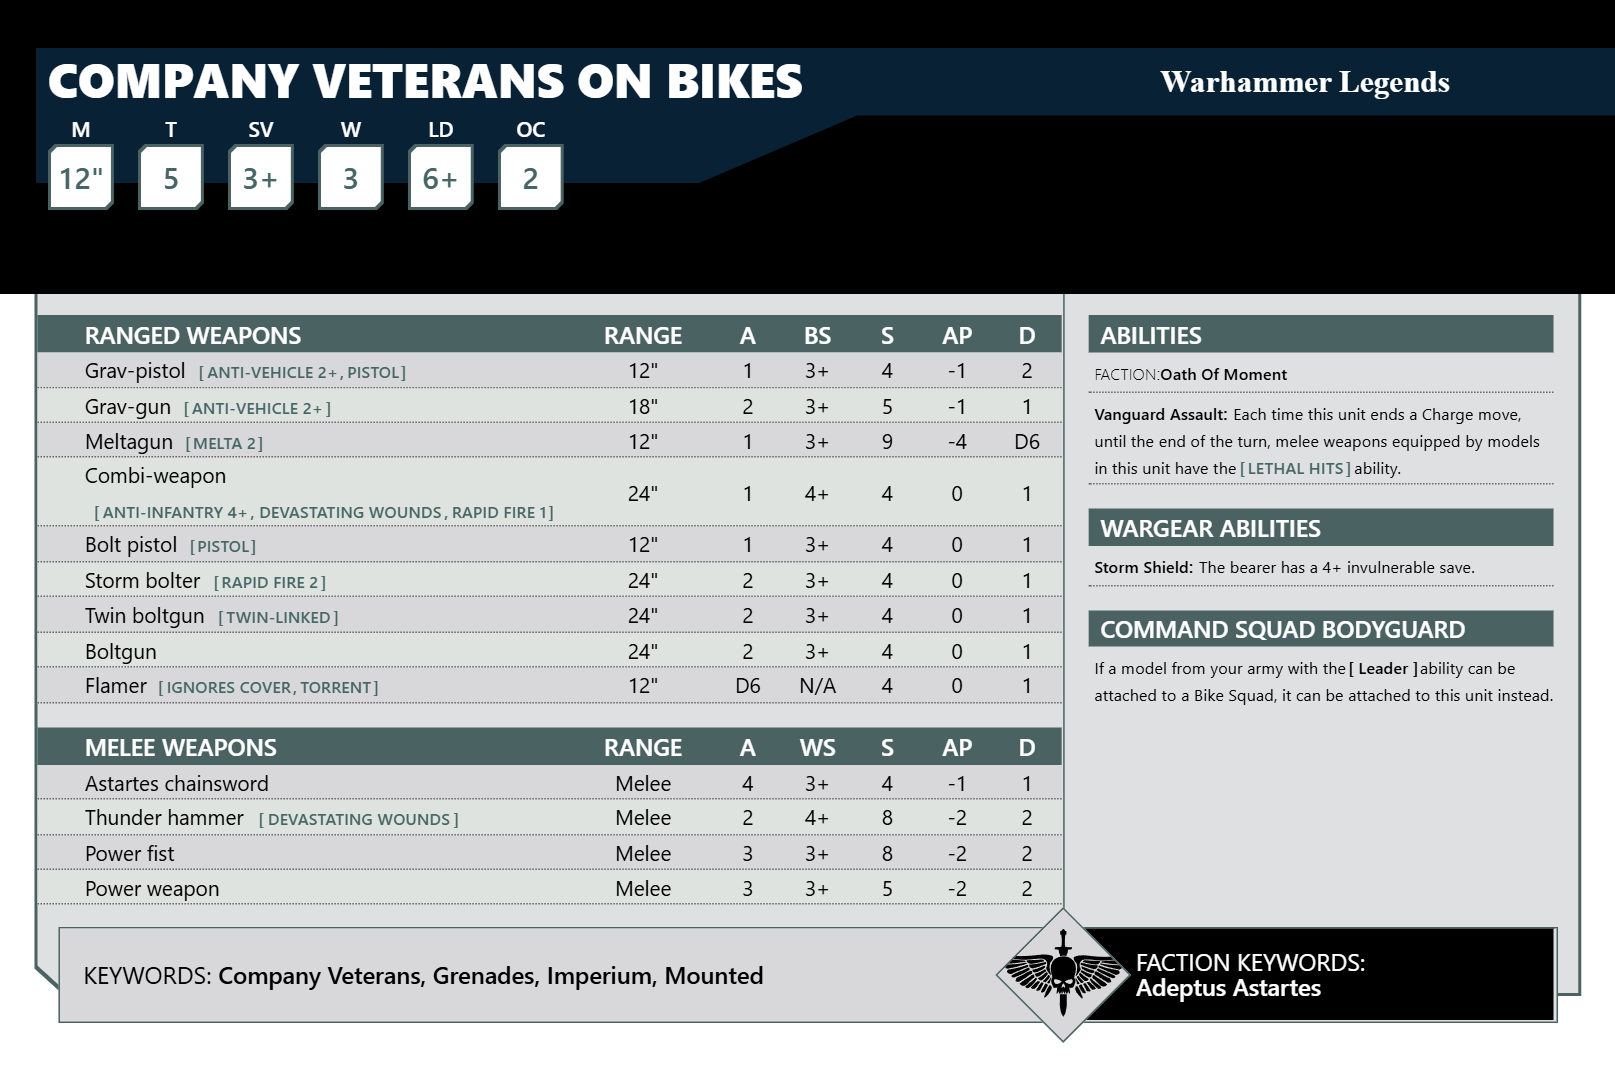 COMPANY VETERANS ON BIKES
Warhammer Legends
M T SV W LD OC
12" 5 3+ 3 6+ 2
RANGED WEAPONS RANGE A BS S AP D
Grav-pistol [ANTI-VEHICLE 2+, PISTOL] 12" 1 3+ 4 -1 2
Grav-gun [ANTI-VEHICLE 2+] 18" 2 3+ 5 -1 1
Meltagun [MELTA 2] 12" 1 3+ 9 -4 D6
Combi-weapon
[ANTI-INFANTRY 4+, DEVASTATING WOUNDS, RAPID FIRE 1] 24" 1 4+ 4 0 1
Bolt pistol [PISTOL] 12" 1 3+ 4 0 1
Storm bolter [RAPID FIRE 2] 24" 2 3+ 4 0 1
Twin boltgun [TWIN-LINKED] 24" 2 3+ 4 0 1
Boltgun 24" 2 3+ 4 0 1
Flamer [IGNORES COVER, TORRENT] 12" D6 N/A 4 0 1
MELEE WEAPONS RANGE A WS S AP D
Astartes chainsword Melee 4 3+ 4 -1 1
Thunder hammer [DEVASTATING WOUNDS] Melee 2 4+ 8 -2 2
Power fist Melee 3 3+ 8 -2 2
Power weapon Melee 3 3+ 5 -2 2
ABILITIES
FACTION:Oath Of Moment
Vanguard Assault: Each time this unit ends a Charge move,
until the end of the turn, melee weapons equipped by models
in this unit have the [LETHAL HITS] ability.
WARGEAR ABILITIES
Storm Shield: The bearer has a 4+ invulnerable save.
COMMAND SQUAD BODYGUARD
If a model from your army with the [ Leader ] ability can be
attached to a Bike Squad, it can be attached to this unit instead.
KEYWORDS: Company Veterans, Grenades, Imperium, Mounted
FACTION KEYWORDS:
Adeptus Astartes